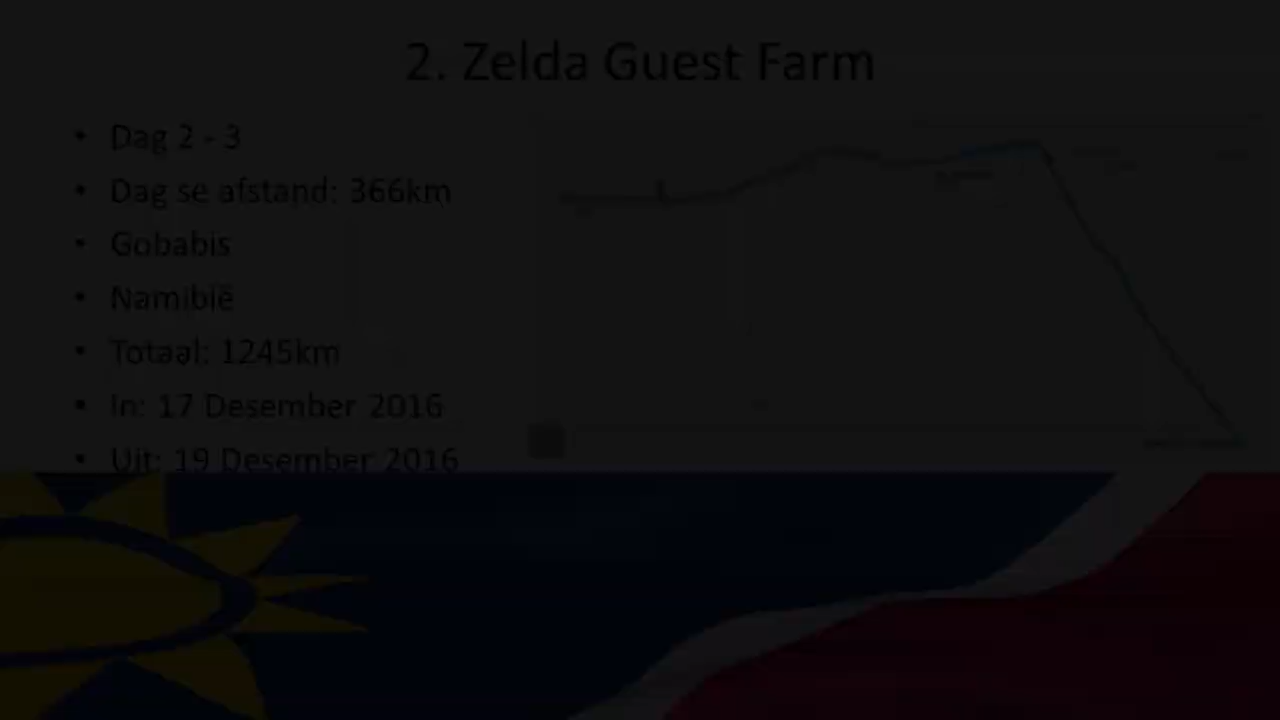 2. Zelda Guest Farm
• Dag 2 - 3
• Dag se afstand: 366km
• Gobabis
• Namibië
• Totaal: 1245km
• In: 17 Desember 2016
• Uit: 19 Desember 2016